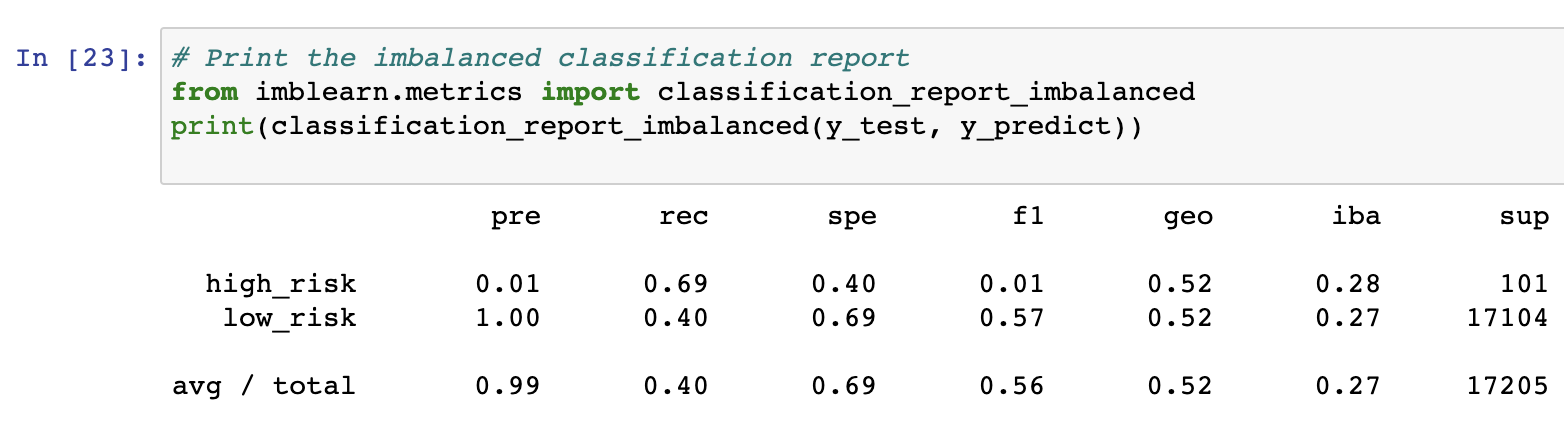 In [23]: # Print the imbalanced classification report
from imblearn.metrics import classification_report_imbalanced
print(classification_report_imbalanced(y_test, y_predict))
pre rec spe f1 geo iba sup
high_risk 0.01 0.69 0.40 0.01 0.52 0.28 101
low_risk 1.00 0.40 0.69 0.57 0.52 0.27 17104
avg / total 0.99 0.40 0.69 0.56 0.52 0.27 17205